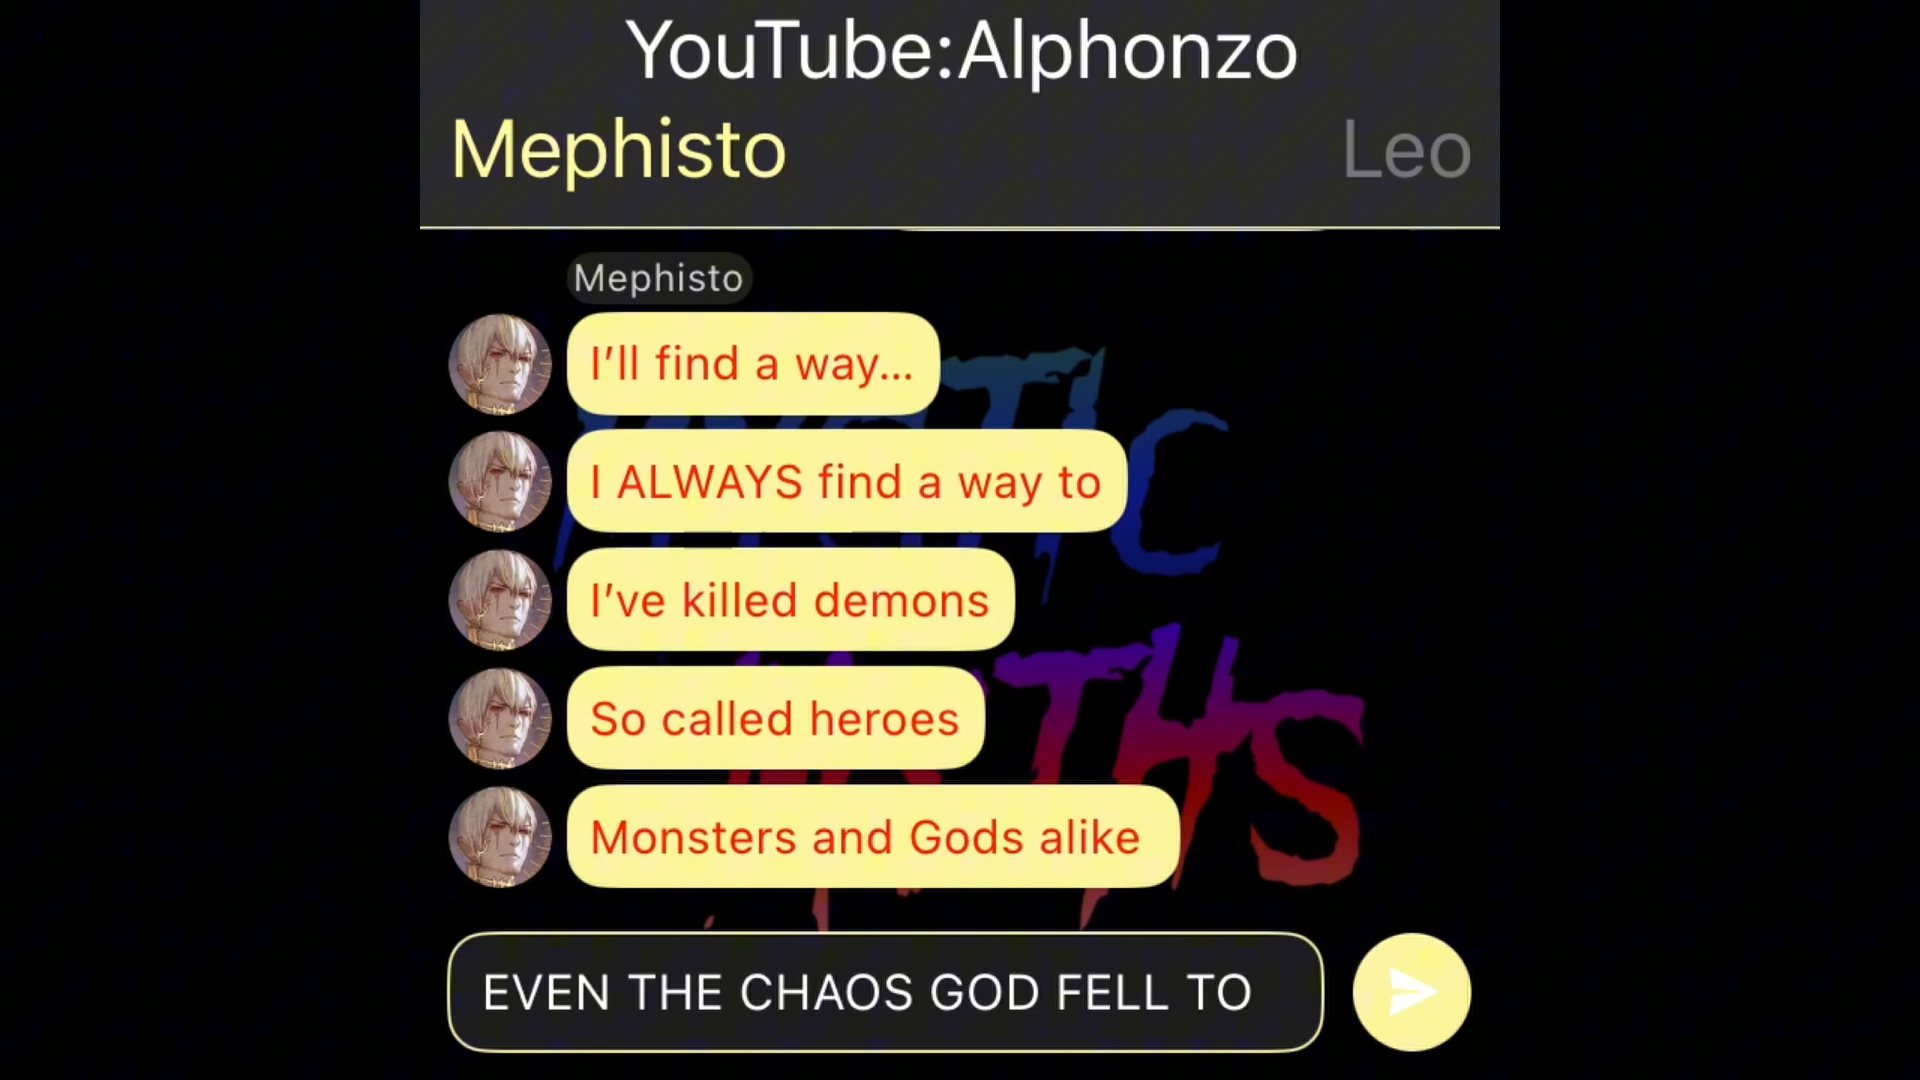 YouTube:Alphonzo
Mephisto Leo
Mephisto
I'll find a way...
I ALWAYS find a way to
I've killed demons
So called heroes
Monsters and Gods alike
EVEN THE CHAOS GOD FELL TO